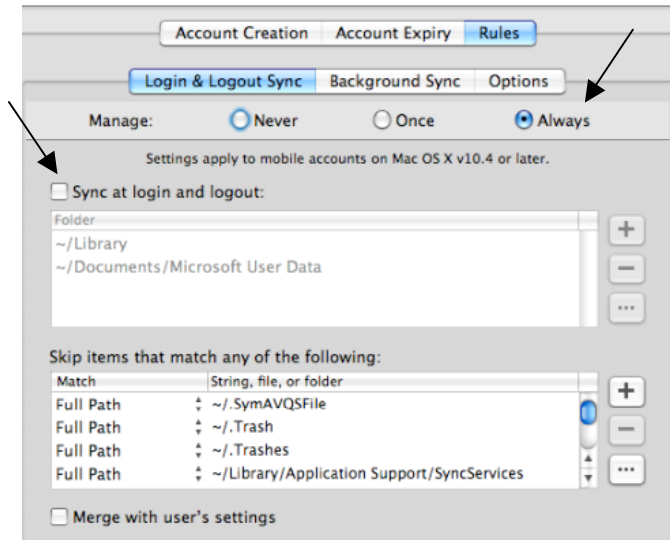 Account Creation Account Expiry Rules
Login & Logout Sync Background Sync Options
Manage: Never Once Always
Settings apply to mobile accounts on Mac OS X v10.4 or later.
Sync at login and logout:
Folder
~/Library
~/Documents/Microsoft User Data
Skip items that match any of the following:
Match String, file, or folder
Full Path ~/.SymAVQSFile
Full Path ~/.Trash
Full Path ~/.Trashes
Full Path ~/Library/Application Support/SyncServices
Merge with user's settings